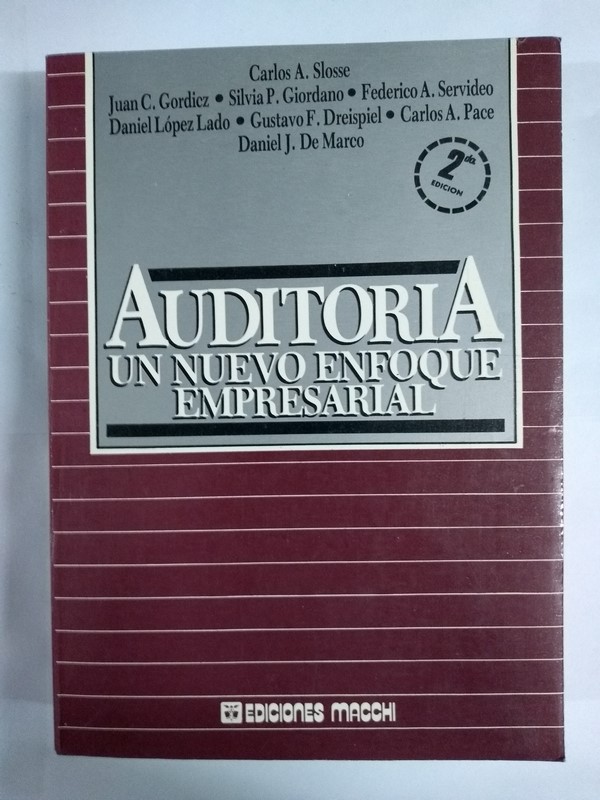 Carlos A. Slosse
Juan C. Gordicz • Silvia P. Giordano • Federico A. Servideo
Daniel López Lado • Gustavo F. Dreispiel • Carlos A. Pace
Daniel J. De Marco
2da.
EDICION
AUDITORIA
UN NUEVO ENFOQUE
EMPRESARIAL
EDICIONES MACCHI